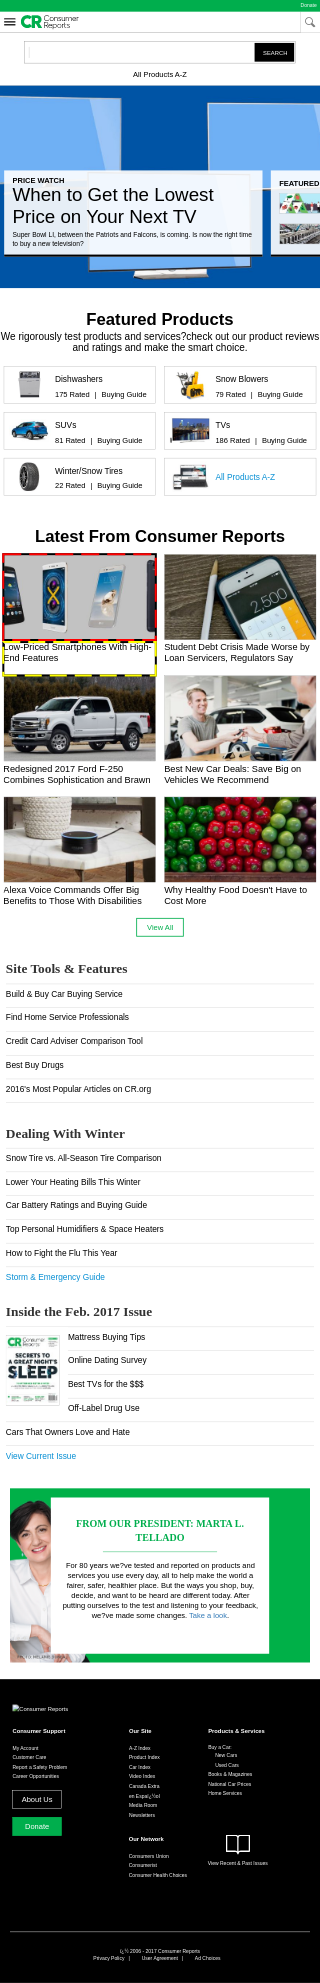 Donate
CR Consumer
Reports
SEARCH
All Products A-Z
PRICE WATCH
When to Get the Lowest
Price on Your Next TV
Super Bowl LI, between the Patriots and Falcons, is coming. Is now the right time
to buy a new television?
FEATURED
Featured Products
We rigorously test products and services?check out our product reviews
and ratings and make the smart choice.
Dishwashers
175 Rated | Buying Guide
Snow Blowers
79 Rated | Buying Guide
SUVs
81 Rated | Buying Guide
TVs
186 Rated | Buying Guide
Winter/Snow Tires
22 Rated | Buying Guide
All Products A-Z
Latest From Consumer Reports
Low-Priced Smartphones With High-
End Features
2,500
Student Debt Crisis Made Worse by
Loan Servicers, Regulators Say
Redesigned 2017 Ford F-250
Combines Sophistication and Brawn
Best New Car Deals: Save Big on
Vehicles We Recommend
Alexa Voice Commands Offer Big
Benefits to Those With Disabilities
Why Healthy Food Doesn't Have to
Cost More
View All
Site Tools & Features
Build & Buy Car Buying Service
Find Home Service Professionals
Credit Card Adviser Comparison Tool
Best Buy Drugs
2016's Most Popular Articles on CR.org
Dealing With Winter
Snow Tire vs. All-Season Tire Comparison
Lower Your Heating Bills This Winter
Car Battery Ratings and Buying Guide
Top Personal Humidifiers & Space Heaters
How to Fight the Flu This Year
Storm & Emergency Guide
Inside the Feb. 2017 Issue
CR Consumer
Reports
SECRETS TO
A GREAT NIGHT'S
SLEEP
Mattress Buying Tips
Online Dating Survey
Best TVs for the $$$
Off-Label Drug Use
Cars That Owners Love and Hate
View Current Issue
FROM OUR PRESIDENT: MARTA L.
TELLADO
For 80 years we?ve tested and reported on products and
services you use every day, all to help make the world a
fairer, safer, healthier place. But the ways you shop, buy,
decide, and want to be heard are different today. After
putting ourselves to the test and listening to your feedback,
we?ve made some changes. Take a look.
Consumer Reports
Consumer Support
My Account
Customer Care
Report a Safety Problem
Career Opportunities
About Us
Donate
Our Site
A-Z Index
Product Index
Car Index
Video Index
Canada Extra
en Espaï¿½ol
Media Room
Newsletters
Our Network
Consumers Union
Consumerist
Consumer Health Choices
Products & Services
Buy a Car:
New Cars
Used Cars
Books & Magazines
National Car Prices
Home Services
View Recent & Past Issues
ï¿½ 2006 - 2017 Consumer Reports
Privacy Policy | User Agreement | Ad Choices